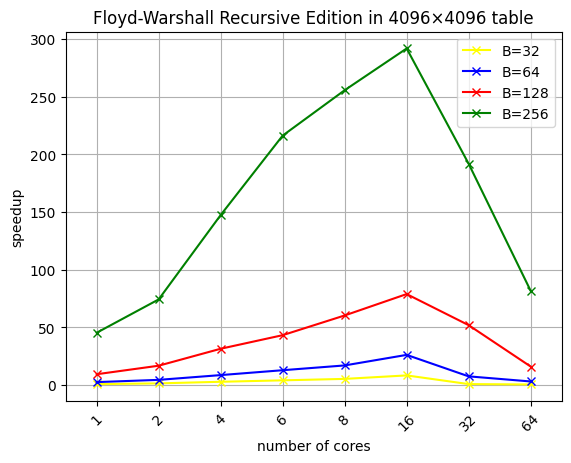 Floyd-Warshall Recursive Edition in 4096×4096 table
300
250
200
150
100
50
0
speedup
B=32
B=64
B=128
B=256
1
2
4
6
8
16
32
64
number of cores